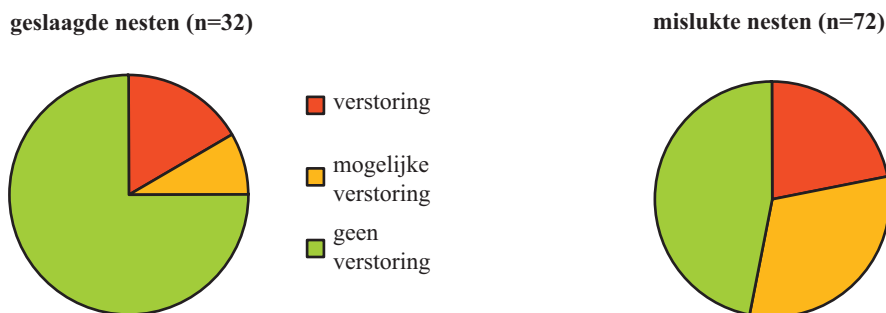 geslaagde nesten (n=32)
mislukte nesten (n=72)
verstoring
mogelijke
verstoring
geen
verstoring